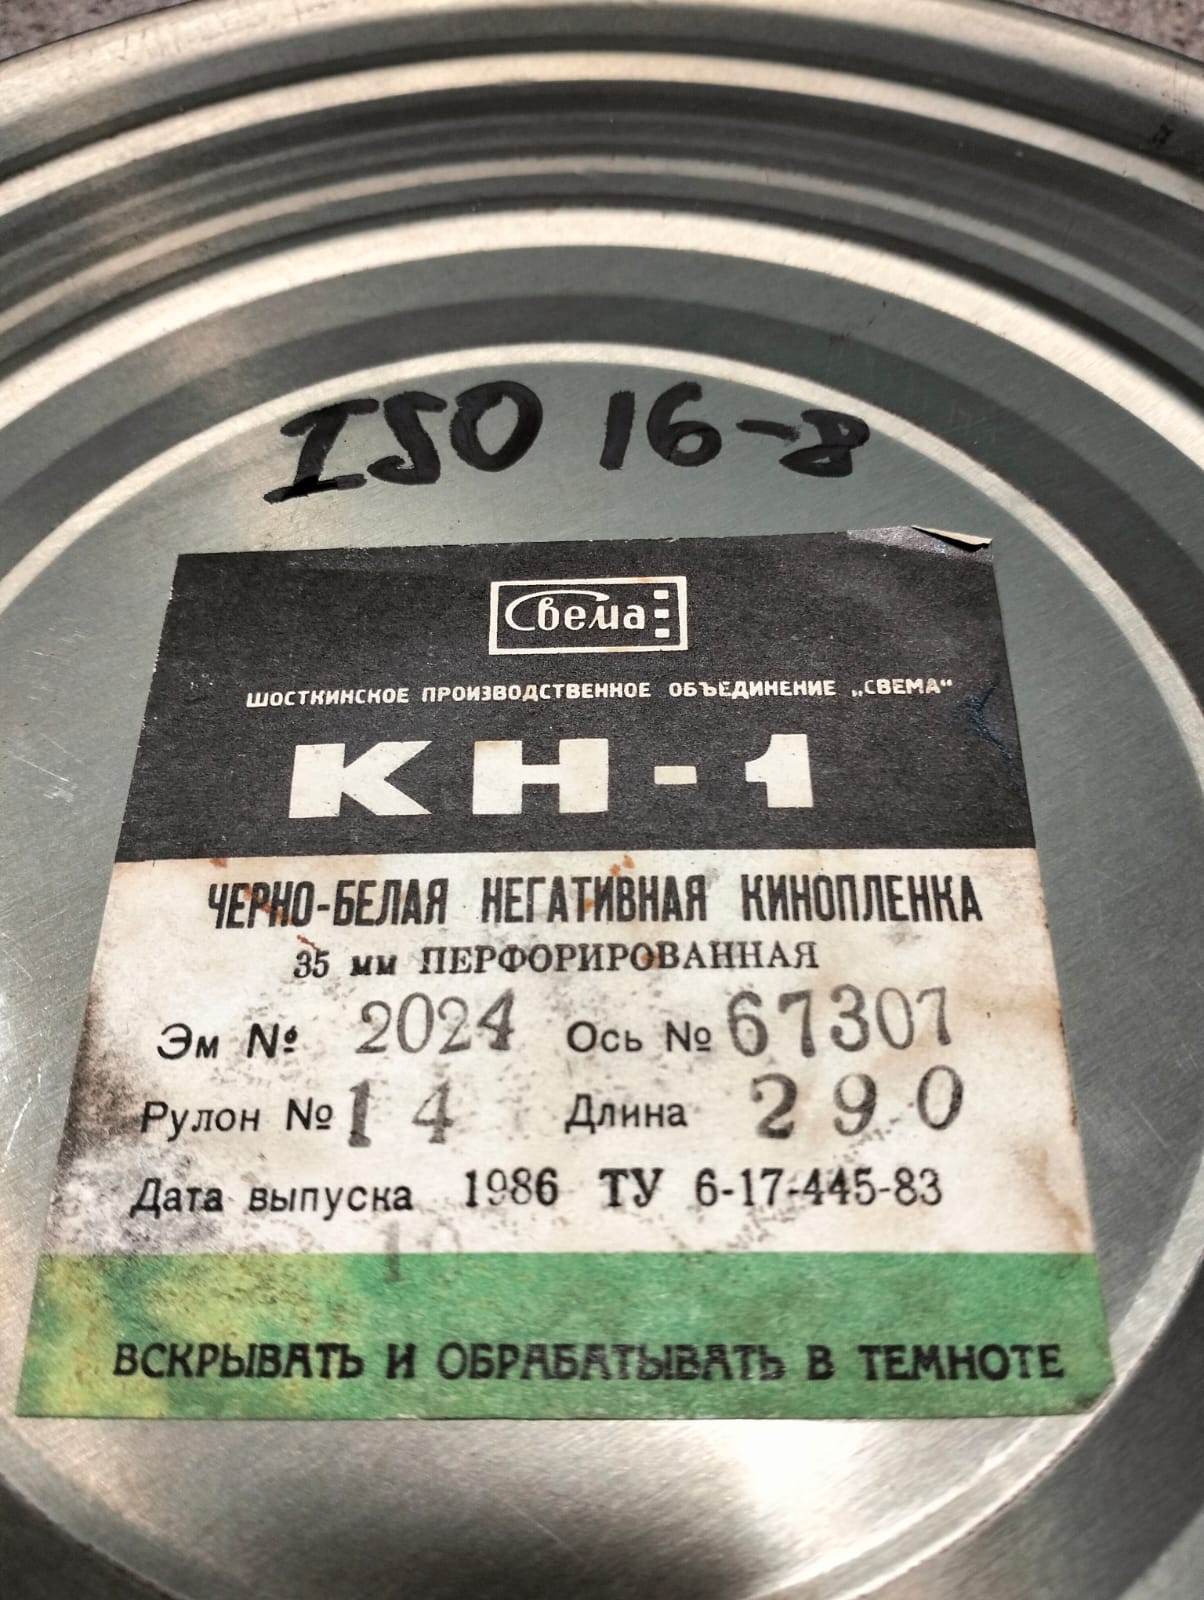 ISO 16-8
Свема
ШОСТКИНСКОЕ ПРОИЗВОДСТВЕННОЕ ОБЪЕДИНЕНИЕ „СВЕМА“
КН-1
ЧЕРНО-БЕЛАЯ НЕГАТИВНАЯ КИНОПЛЕНКА
35 мм ПЕРФОРИРОВАННАЯ
Эм № 2024 Ось № 67307
Рулон № 14 Длина 290
Дата выпуска 1986 ТУ 6-17-445-83
10
ВСКРЫВАТЬ И ОБРАБАТЫВАТЬ В ТЕМНОТЕ